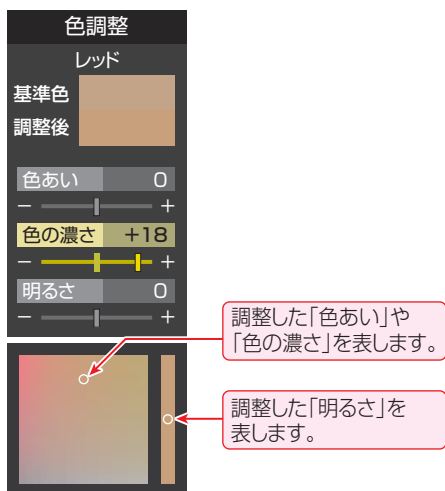 色調整
レッド
基準色
調整後
色あい 0
− +
色の濃さ +18
− +
明るさ 0
− +
調整した｢色あい｣や
｢色の濃さ｣を表します。
調整した｢明るさ｣を
表します。